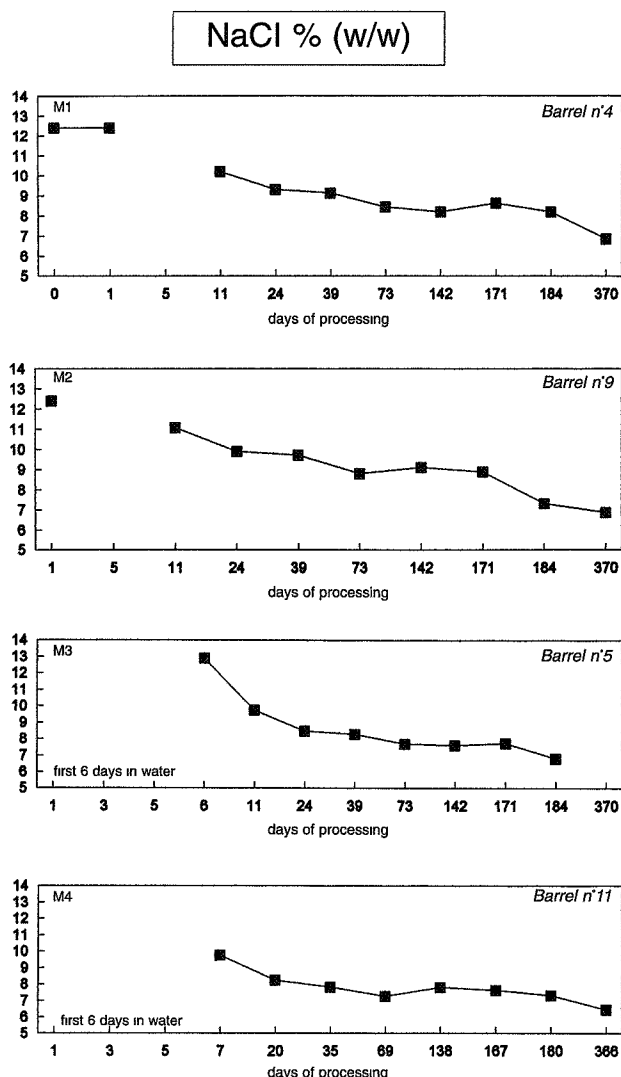 NaCl % (w/w)
14
13
12
11
10
9
8
7
6
5
M1
Barrel n°4
0 1 5 11 24 39 73 142 171 184 370
days of processing
14
13
12
11
10
9
8
7
6
5
M2
Barrel n°9
1 5 11 24 39 73 142 171 184 370
days of processing
14
13
12
11
10
9
8
7
6
5
M3
Barrel n°5
first 6 days in water
1 3 5 6 11 24 39 73 142 171 184 370
days of processing
14
13
12
11
10
9
8
7
6
5
M4
Barrel n°11
first 6 days in water
1 3 5 7 20 35 69 138 167 180 366
days of processing